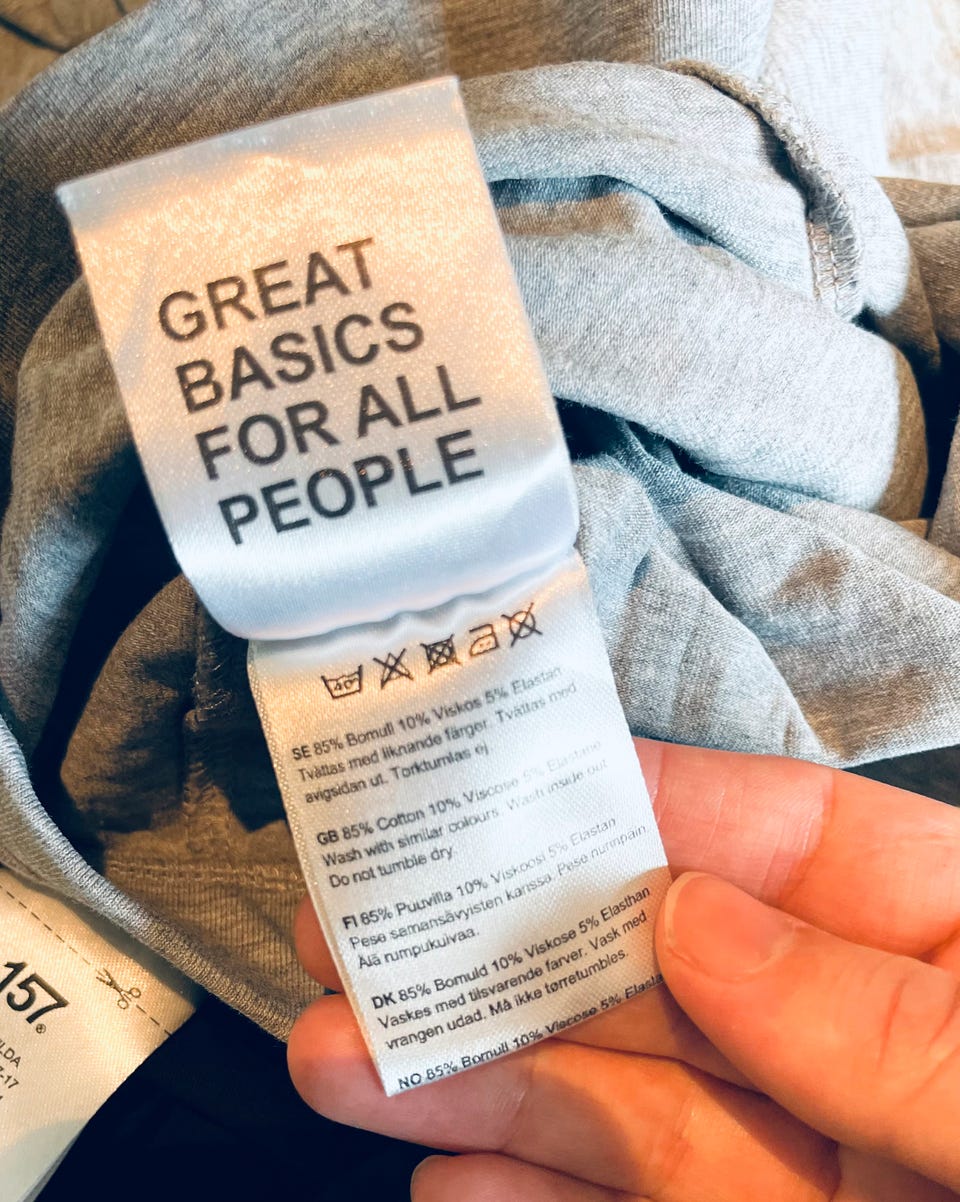 GREAT
BASICS
FOR ALL
PEOPLE
40°
SE 85% Bomull 10% Viskos 5% Elastan
Tvättas med liknande färger. Tvättas med
avigsidan ut. Torktumlas ej.
GB 85% Cotton 10% Viscose 5% Elastane
Wash with similar colours. Wash inside out.
Do not tumble dry.
FI 85% Puuvilla 10% Viskoosi 5% Elastan
Pese samansävyisten kanssa. Pese nurinpäin.
Älä rumpukuivaa.
DK 85% Bomuld 10% Viskose 5% Elasthan
Vaskes med tilsvarende farver. Vask med
vrangen udad. Må ikke tørretumbles.
NO 85% Bomull 10% Viscose 5% Elasta
157®